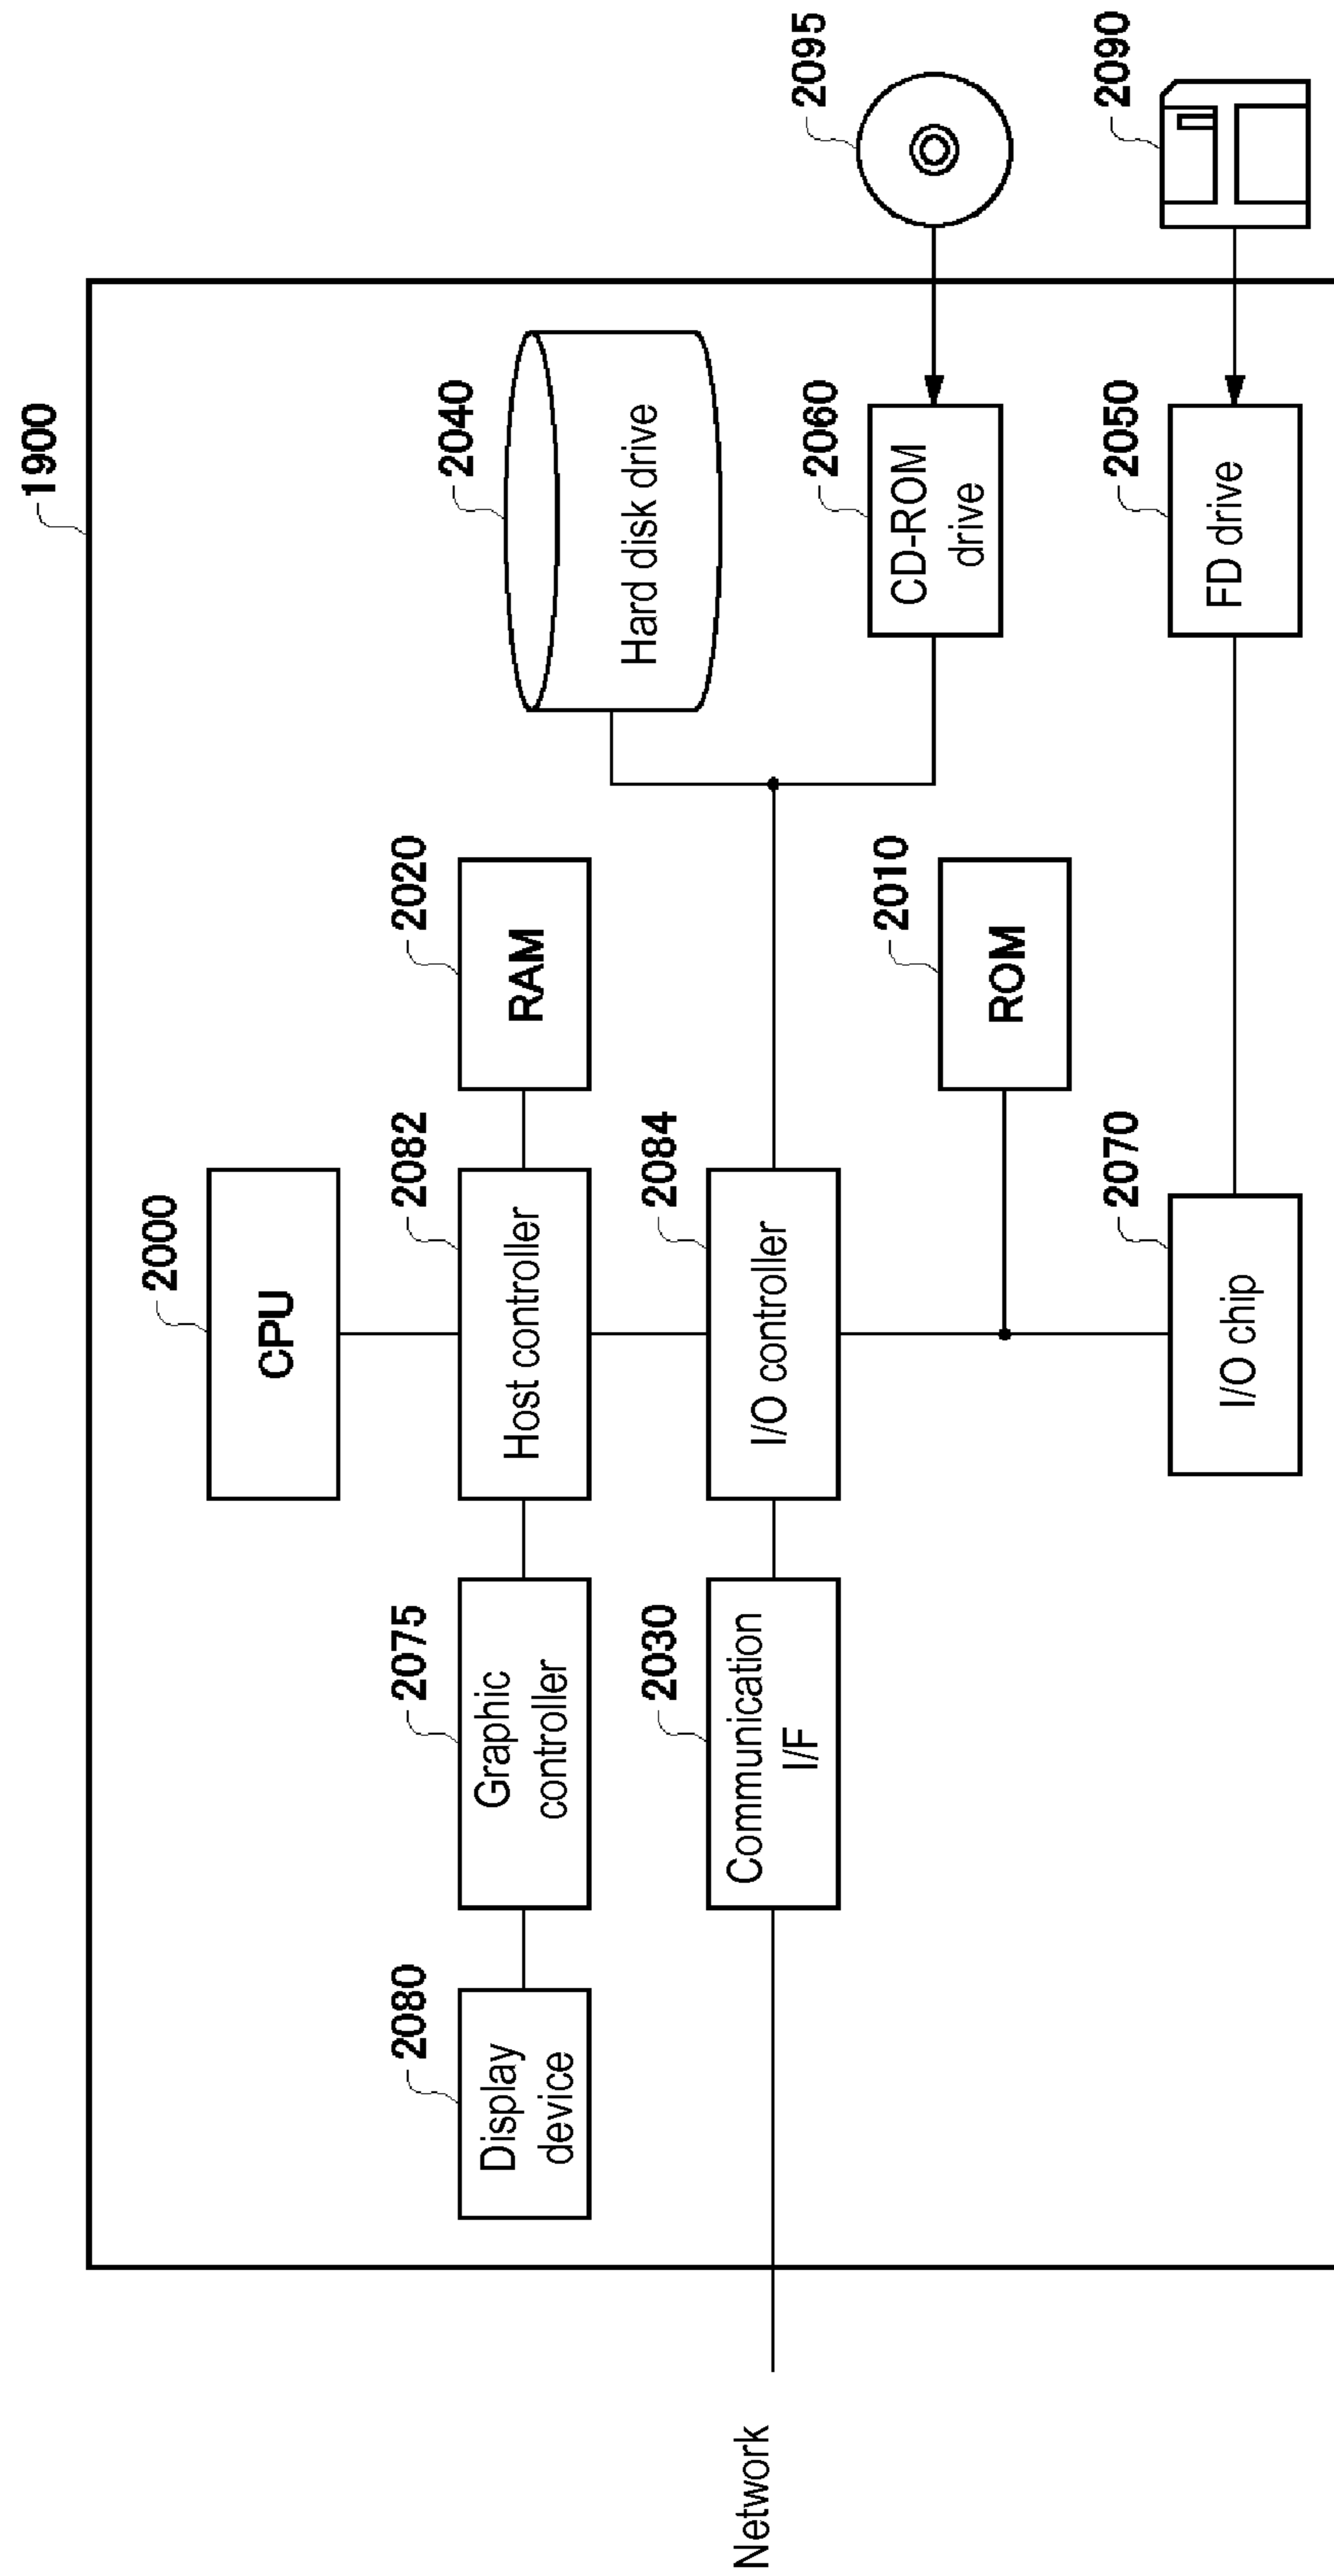 1900
2000
CPU
2080
2075
2082
2020
2040
Display
device
Graphic
controller
Host controller
RAM
Hard disk drive
Network
2030
2084
2060
2095
Communication
I/F
I/O controller
CD-ROM
drive
2010
ROM
2070
2050
2090
I/O chip
FD drive